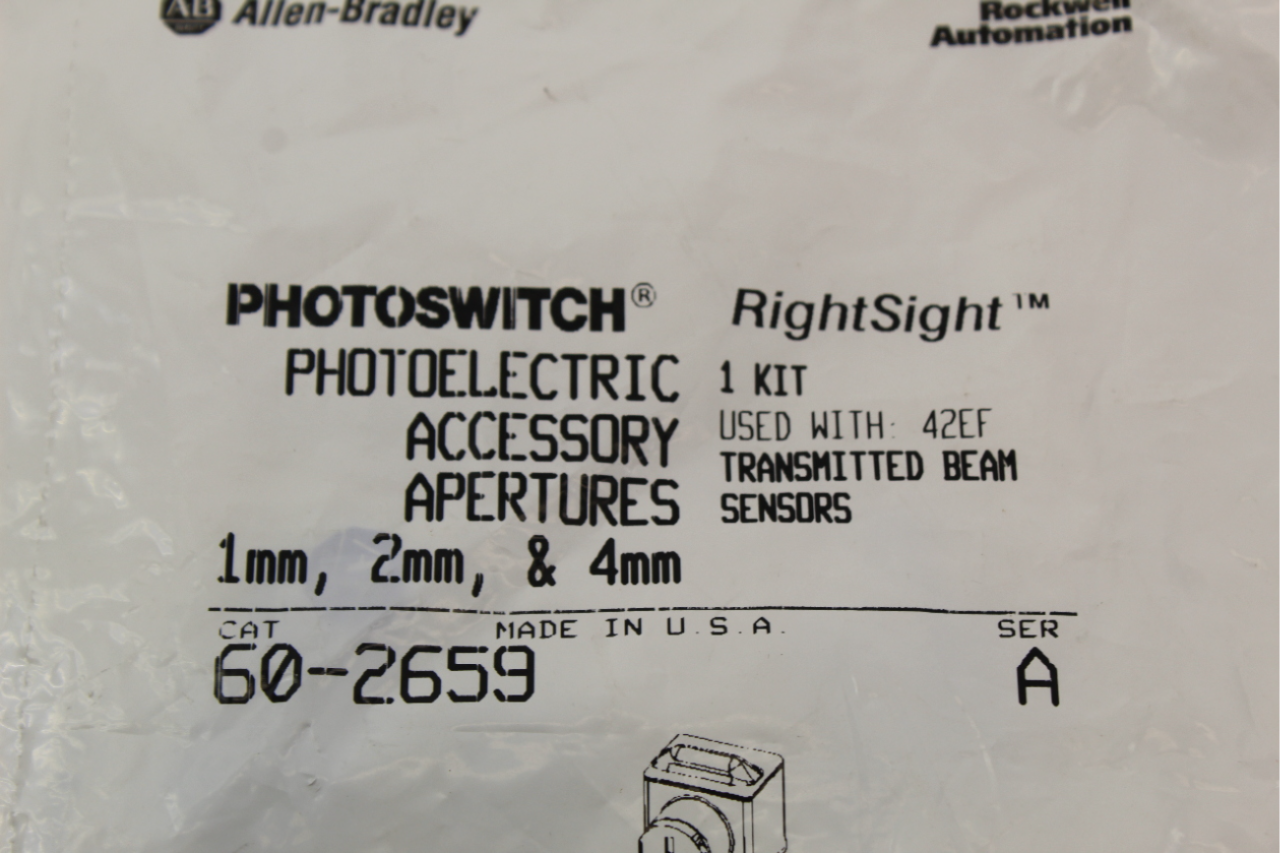 AB Allen-Bradley
Rockwell
Automation
PHOTOSWITCH® RightSight™
PHOTOELECTRIC
ACCESSORY
APERTURES
1mm, 2mm, & 4mm
1 KIT
USED WITH: 42EF
TRANSMITTED BEAM
SENSORS
CAT MADE IN U.S.A. SER
60-2659 A